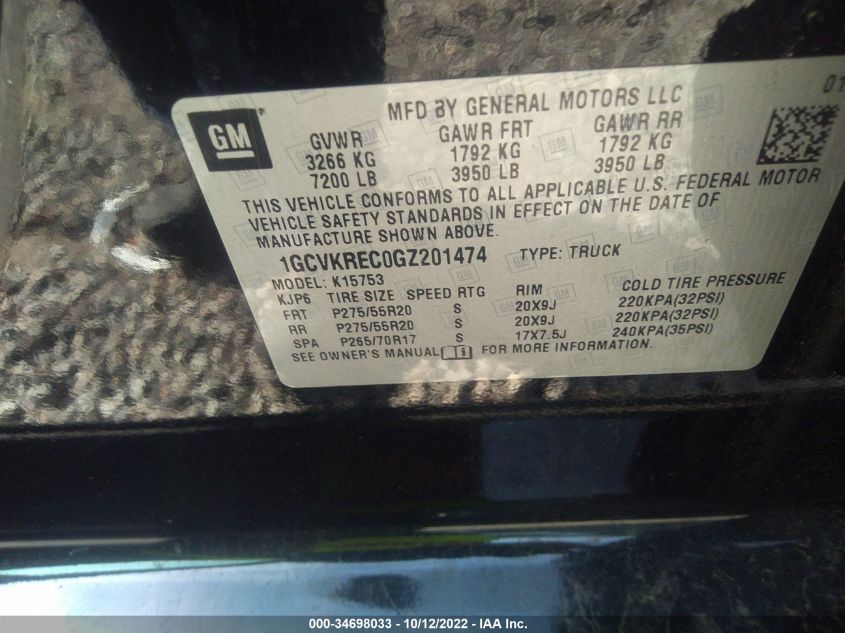 MFD BY GENERAL MOTORS LLC
01
GM
GVWR GAWR FRT GAWR RR
3266 KG 1792 KG 1792 KG
7200 LB 3950 LB 3950 LB
THIS VEHICLE CONFORMS TO ALL APPLICABLE U.S. FEDERAL MOTOR
VEHICLE SAFETY STANDARDS IN EFFECT ON THE DATE OF
MANUFACTURE SHOWN ABOVE.
1GCVKREC0GZ201474 TYPE: TRUCK
MODEL: K15753
KJP6 TIRE SIZE SPEED RTG RIM COLD TIRE PRESSURE
FRT P275/55R20 S 20X9J 220KPA(32PSI)
RR P275/55R20 S 20X9J 220KPA(32PSI)
SPA P265/70R17 S 17X7.5J 240KPA(35PSI)
SEE OWNER'S MANUAL FOR MORE INFORMATION.
000-34698033 - 10/12/2022 - IAA Inc.